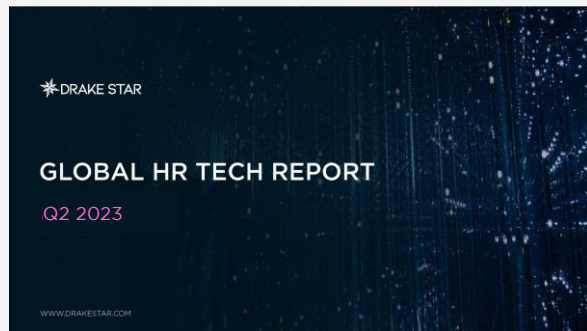 DRAKE STAR
GLOBAL HR TECH REPORT
Q2 2023
WWW.DRAKESTAR.COM